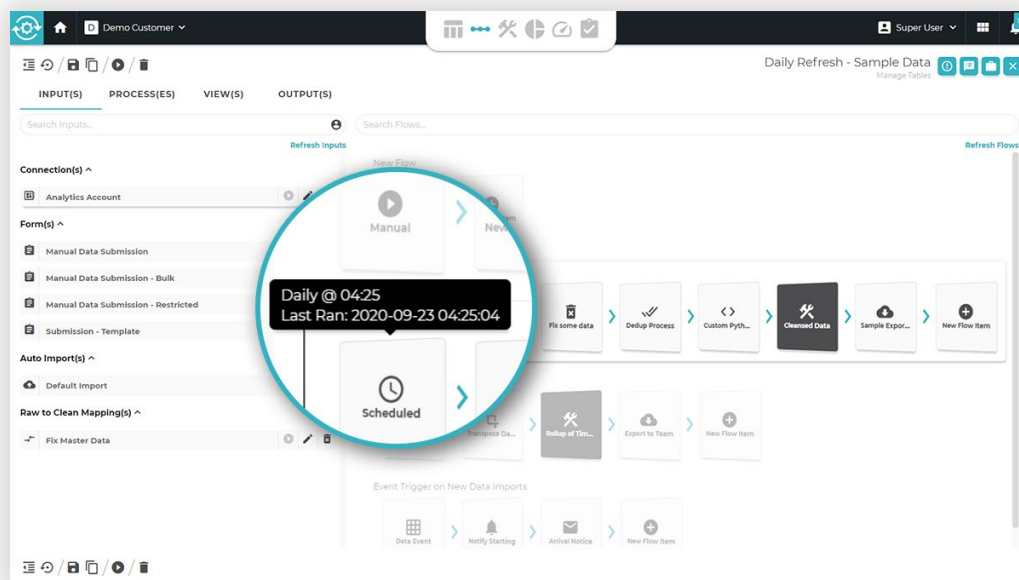 D Demo Customer
Super User
Daily Refresh - Sample Data
Manage Tables
INPUT(S) PROCESS(ES) VIEW(S) OUTPUT(S)
Search Inputs...
Search Flows...
Refresh Inputs
Refresh Flows
Connection(s)
Analytics Account
Form(s)
Manual Data Submission
Manual Data Submission - Bulk
Manual Data Submission - Restricted
Submission - Template
Auto Import(s)
Default Import
Raw to Clean Mapping(s)
Fix Master Data
New Flow
Manual
New
Daily @ 04:25
Last Ran: 2020-09-23 04:25:04
Scheduled
Fix some data
Dedup Process
Custom Pyth...
Cleansed Data
Sample Expor...
New Flow Item
Transpose Da...
Rollup of Tim...
Export to Team
New Flow Item
Event Trigger on New Data Imports
Data Event
Notify Starting
Arrival Notice
New Flow Item